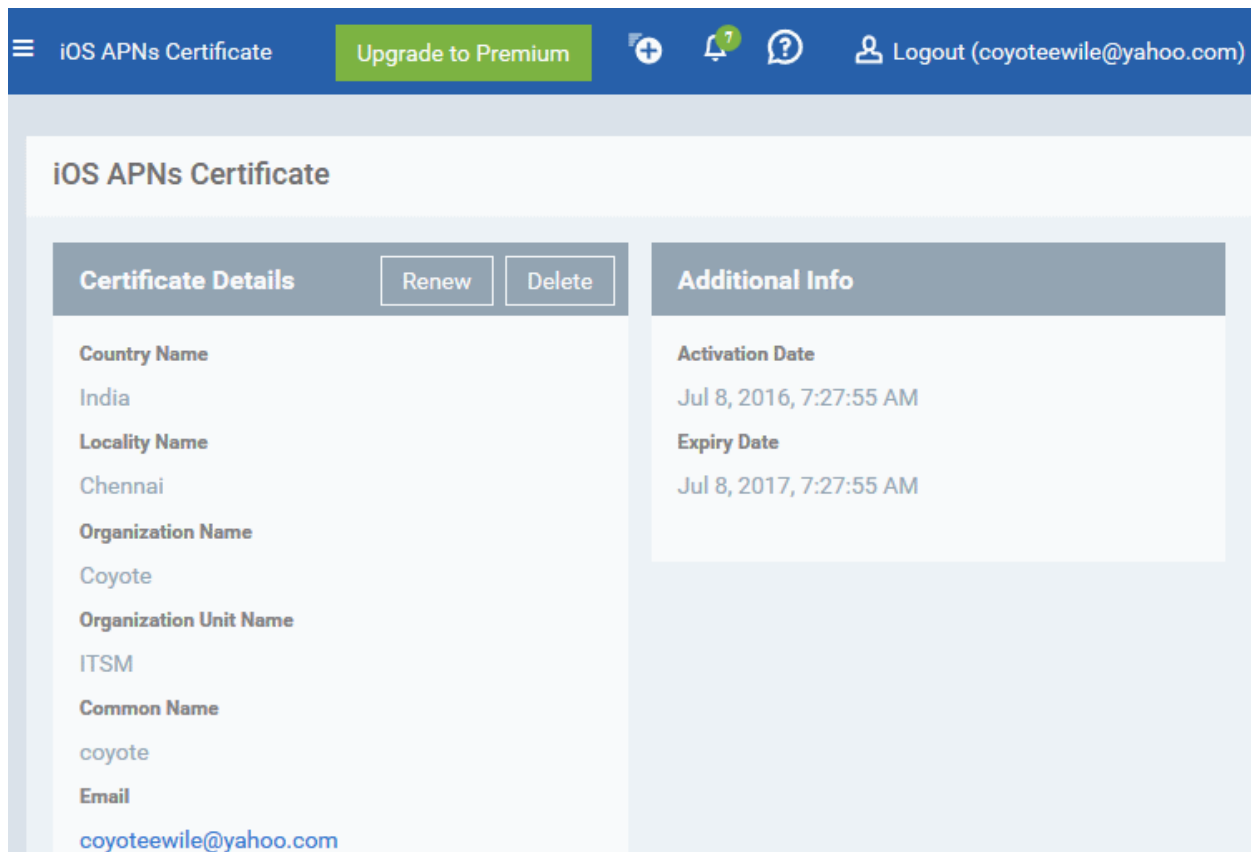 iOS APNs Certificate
Upgrade to Premium
7
Logout (coyoteewile@yahoo.com)
iOS APNs Certificate
Certificate Details
Renew
Delete
Country Name
India
Locality Name
Chennai
Organization Name
Coyote
Organization Unit Name
ITSM
Common Name
coyote
Email
coyoteewile@yahoo.com
Additional Info
Activation Date
Jul 8, 2016, 7:27:55 AM
Expiry Date
Jul 8, 2017, 7:27:55 AM